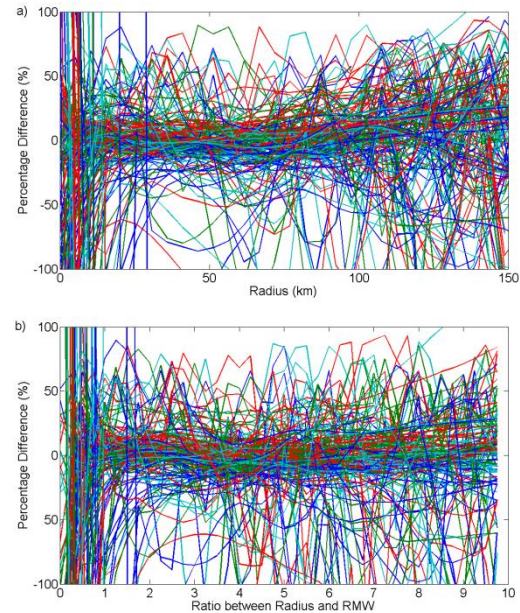 a)
Percentage Difference (%)
100
50
0
-50
-100
0 50 100 150
Radius (km)
b)
Percentage Difference (%)
100
50
0
-50
-100
0 1 2 3 4 5 6 7 8 9 10
Ratio between Radius and RMW